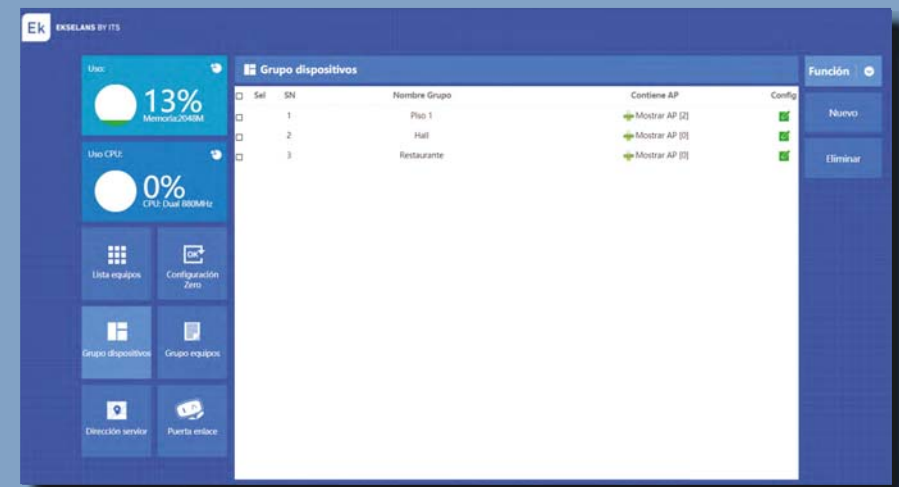 Ek EKSELANS BY ITS
Uso:
13%
Memoria:2048M
Uso CPU:
0%
CPU: Dual 880MHz
Lista equipos
Configuración
Zero
Grupo dispositivos
Grupo equipos
Dirección servior
Puerta enlace
Grupo dispositivos
Sel SN Nombre Grupo Contiene AP Config
1 Piso 1 Mostrar AP [2]
2 Hall Mostrar AP [0]
3 Restaurante Mostrar AP [0]
Función
Nuevo
Eliminar